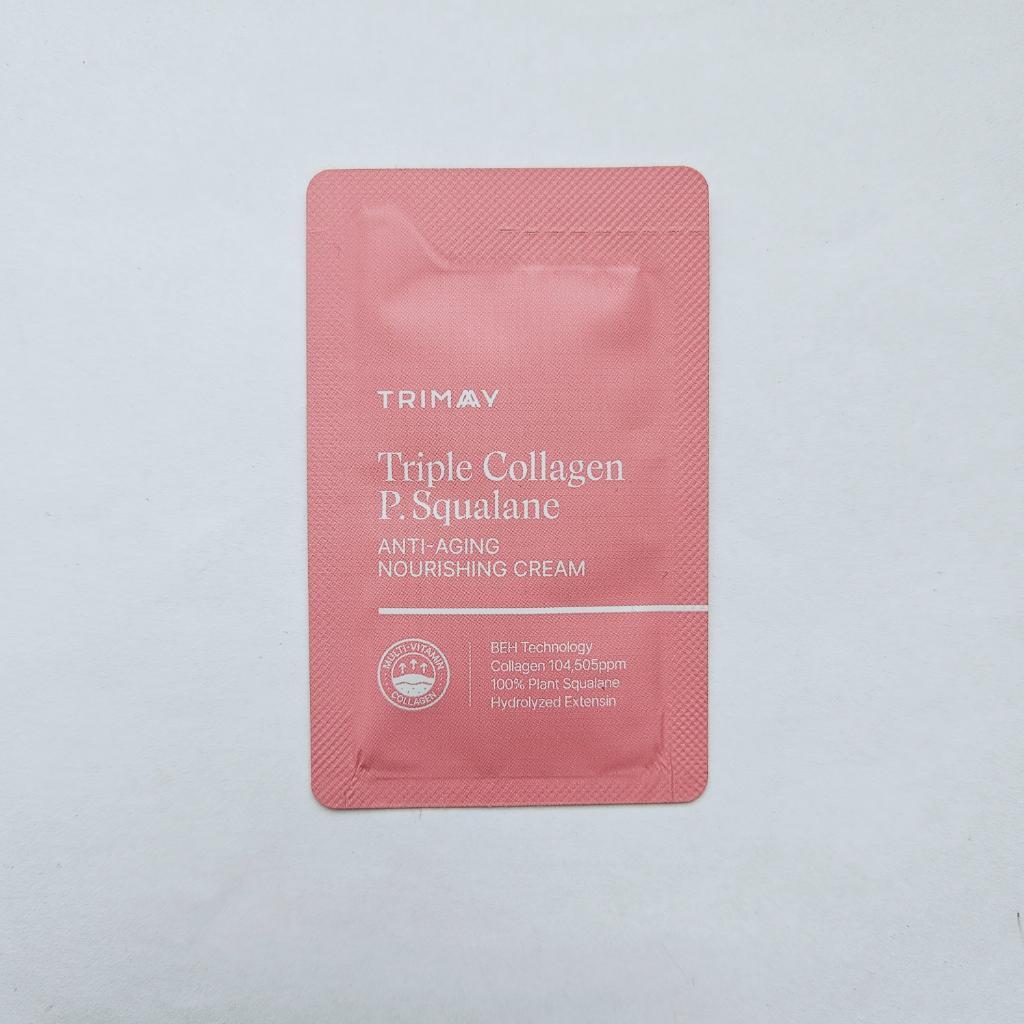 TRIMAAY
Triple Collagen
P. Squalane
ANTI-AGING
NOURISHING CREAM
MULTI-VITAMIN
COLLAGEN
BEH Technology
Collagen 104,505ppm
100% Plant Squalane
Hydrolyzed Extensin